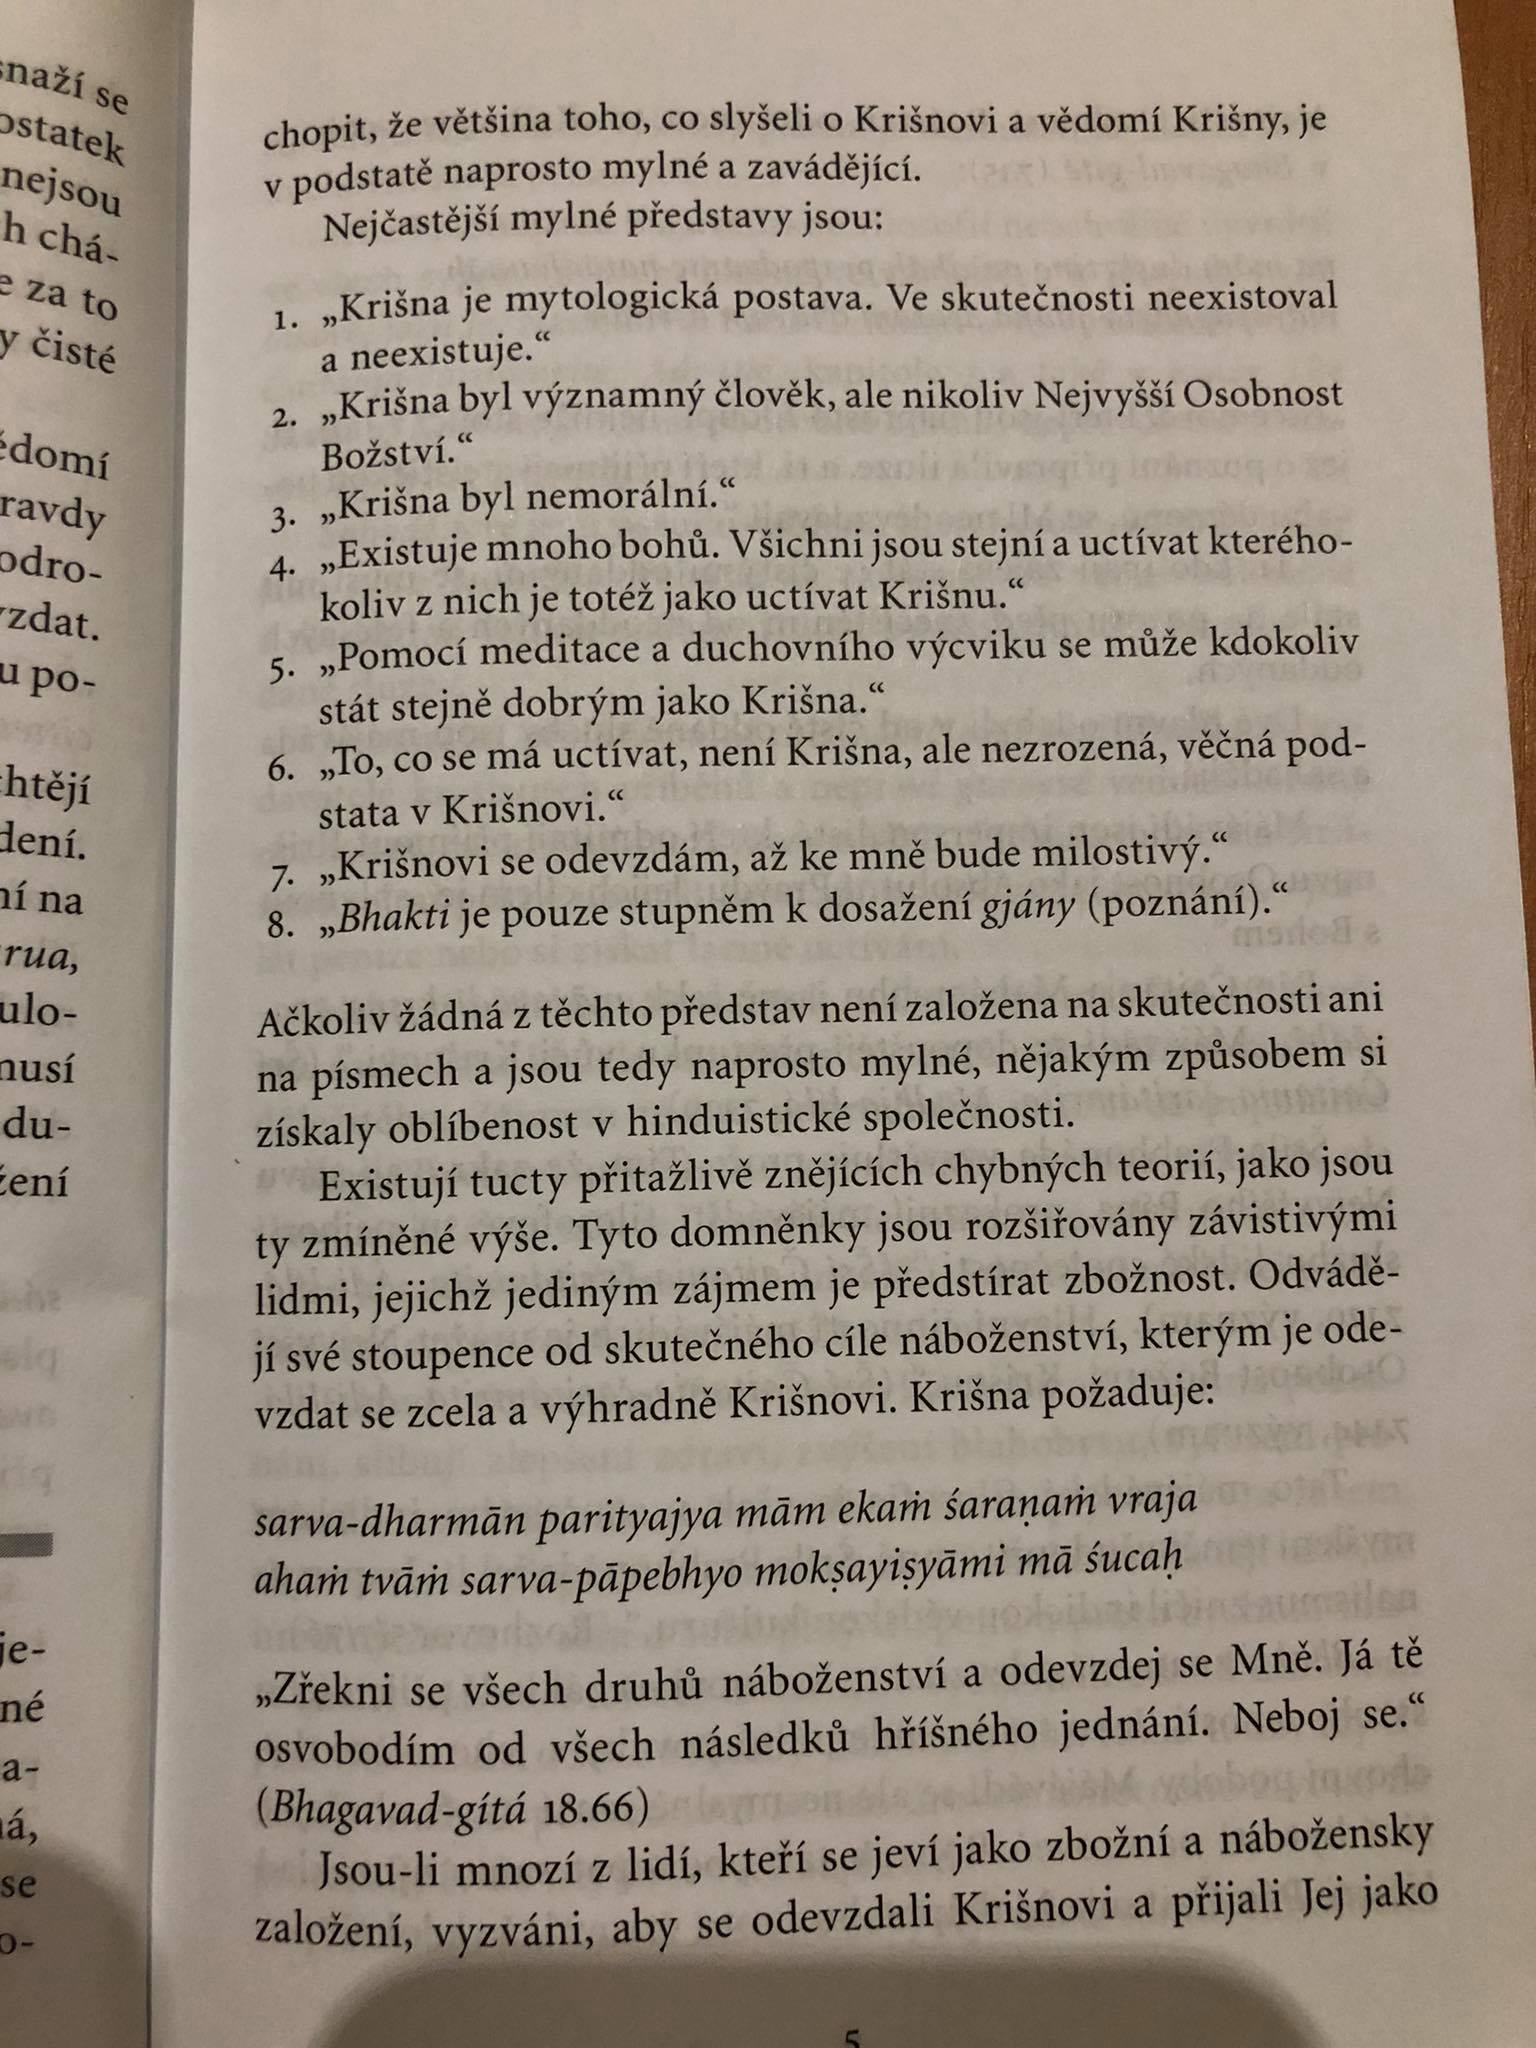 snaží se
ostatek
nejsou
h chá-
e za to
y čisté
ědomí
ravdy
odro-
vzdat.
u po-
chtějí
dení.
ní na
rua,
ulo-
musí
du-
žení
je-
né
a-
ná,
se
o-
chopit, že většina toho, co slyšeli o Krišnovi a vědomí Krišny, je
v podstatě naprosto mylné a zavádějící.
Nejčastější mylné představy jsou:
1. „Krišna je mytologická postava. Ve skutečnosti neexistoval
a neexistuje.“
2. „Krišna byl významný člověk, ale nikoliv Nejvyšší Osobnost
Božství.“
3. „Krišna byl nemorální.“
4. „Existuje mnoho bohů. Všichni jsou stejní a uctívat kterého-
koliv z nich je totéž jako uctívat Krišnu.“
5. „Pomocí meditace a duchovního výcviku se může kdokoliv
stát stejně dobrým jako Krišna.“
6. „To, co se má uctívat, není Krišna, ale nezrozená, věčná pod-
stata v Krišnovi.“
7. „Krišnovi se odevzdám, až ke mně bude milostivý.“
8. „Bhakti je pouze stupněm k dosažení gjány (poznání).“
Ačkoliv žádná z těchto představ není založena na skutečnosti ani
na písmech a jsou tedy naprosto mylné, nějakým způsobem si
získaly oblíbenost v hinduistické společnosti.
Existují tucty přitažlivě znějících chybných teorií, jako jsou
ty zmíněné výše. Tyto domněnky jsou rozšiřovány závistivými
lidmi, jejichž jediným zájmem je předstírat zbožnost. Odvádě-
jí své stoupence od skutečného cíle náboženství, kterým je ode-
vzdat se zcela a výhradně Krišnovi. Krišna požaduje:
sarva-dharmān parityajya mām ekaṁ śaraṇaṁ vraja
ahaṁ tvāṁ sarva-pāpebhyo mokṣayiṣyāmi mā śucaḥ
„Zřekni se všech druhů náboženství a odevzdej se Mně. Já tě
osvobodím od všech následků hříšného jednání. Neboj se.“
(Bhagavad-gítá 18.66)
Jsou-li mnozí z lidí, kteří se jeví jako zbožní a nábožensky
založení, vyzváni, aby se odevzdali Krišnovi a přijali Jej jako
5